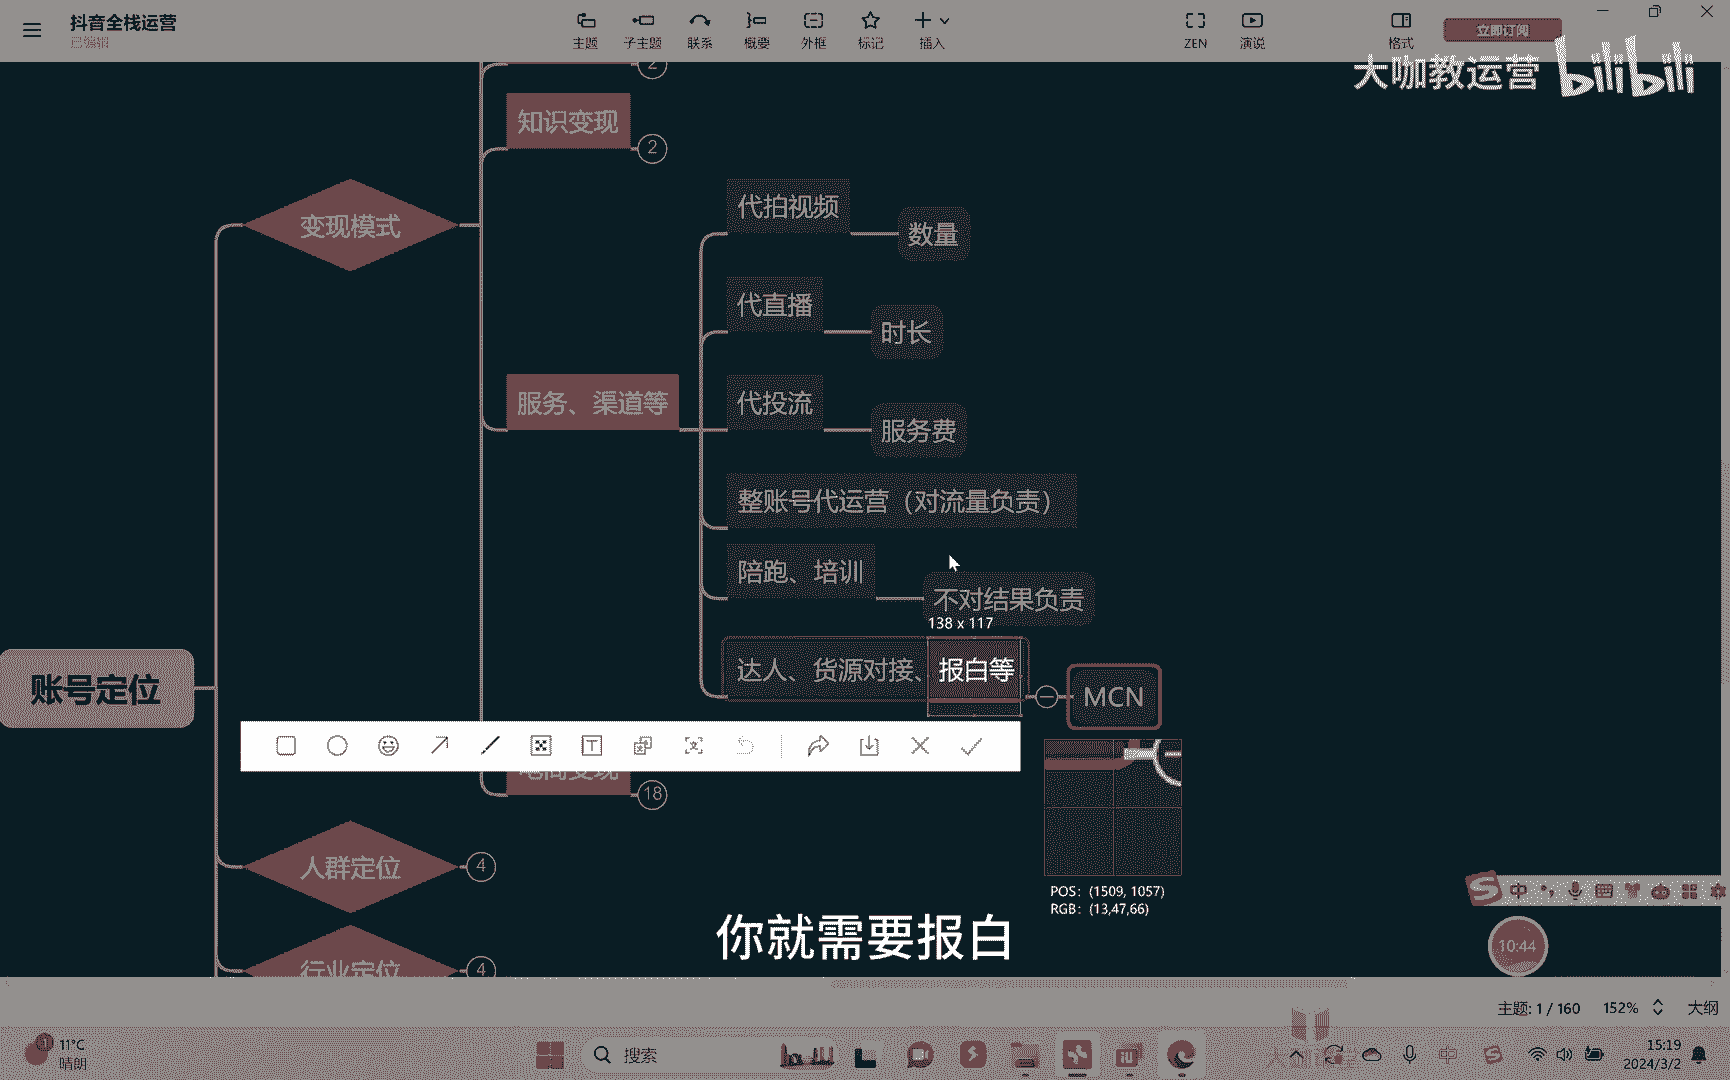 抖音全栈运营
已编辑
主题
子主题
联系
概要
外框
标记
插入
ZEN
演说
格式
立即订阅
大咖教运营 bilibili
2
知识变现
2
代拍视频
数量
变现模式
代直播
时长
服务、渠道等
代投流
服务费
整账号代运营（对流量负责）
陪跑、培训
不对结果负责
138 x 117
达人、货源对接、报白等
MCN
账号定位
电商变现
18
人群定位
4
POS: (1509, 1057)
RGB: (13,47,66)
中
你就需要报白
10:44
行业定位
4
主题: 1 / 160
152%
大纲
1
11°C
晴朗
搜索
中
15:19
2024/3/2